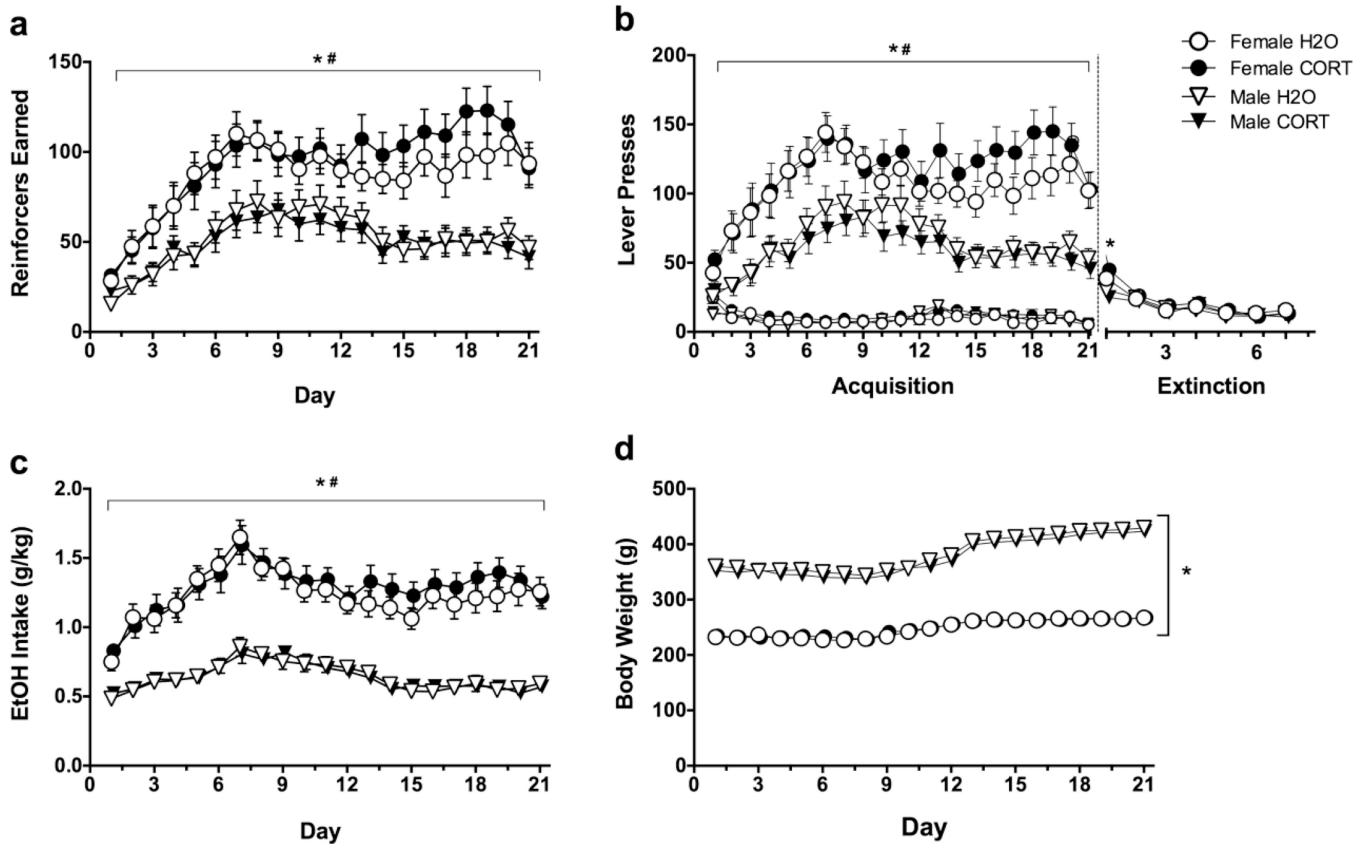 a
* #
Reinforcers Earned
150
100
50
0
0 3 6 9 12 15 18 21
Day
b
* #
Lever Presses
200
150
100
50
0
*
0 3 6 9 12 15 18 21
3 6
Acquisition
Extinction
Female H2O
Female CORT
Male H2O
Male CORT
c
* #
EtOH Intake (g/kg)
2.0
1.5
1.0
0.5
0.0
0 3 6 9 12 15 18 21
Day
d
Body Weight (g)
500
400
300
200
100
0
*
0 3 6 9 12 15 18 21
Day